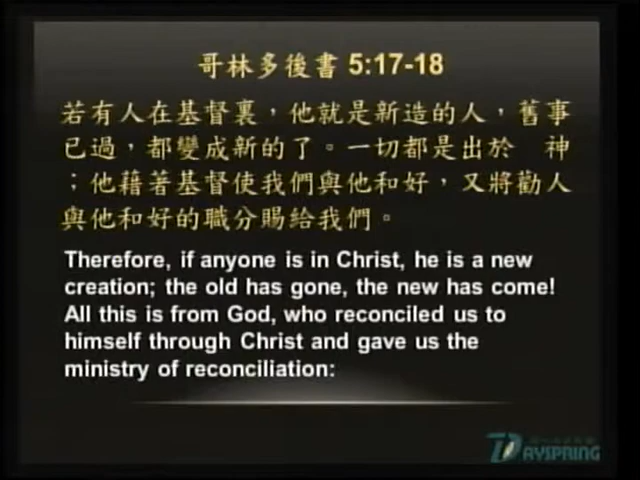 哥林多後書 5:17-18
若有人在基督裏，他就是新造的人，舊事
已過，都變成新的了。一切都是出於　神
；他藉著基督使我們與他和好，又將勸人
與他和好的職分賜給我們。
Therefore, if anyone is in Christ, he is a new
creation; the old has gone, the new has come!
All this is from God, who reconciled us to
himself through Christ and gave us the
ministry of reconciliation:
DAYSPRING